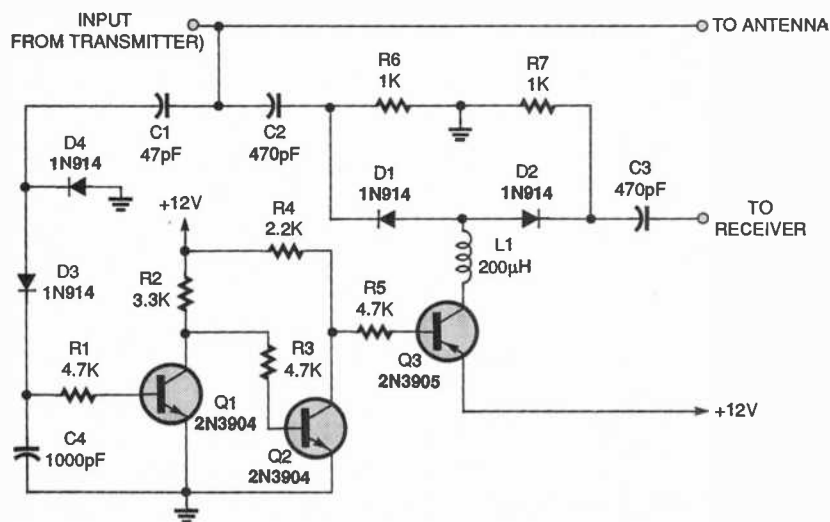 INPUT
FROM TRANSMITTER)
TO ANTENNA
R6
1K
R7
1K
C1
47pF
C2
470pF
D4
1N914
D1
1N914
D2
1N914
C3
470pF
+12V
R4
2.2K
TO
RECEIVER
L1
200µH
D3
1N914
R2
3.3K
R5
4.7K
R1
4.7K
R3
4.7K
Q3
2N3905
Q1
2N3904
+12V
C4
1000pF
Q2
2N3904